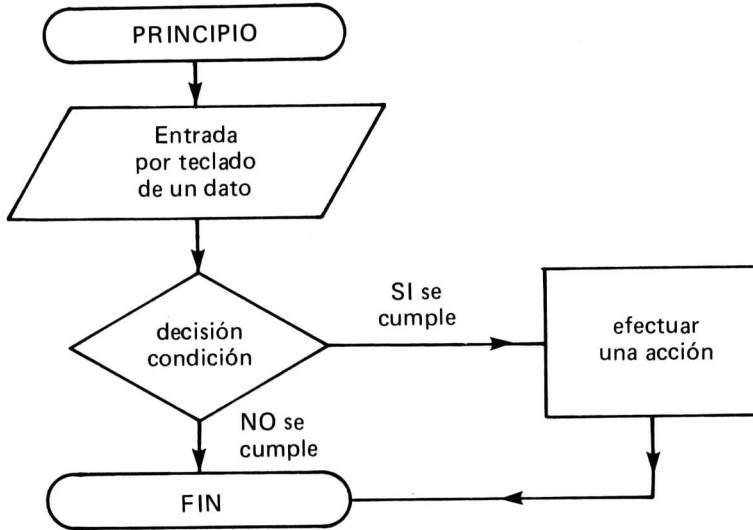 PRINCIPIO
Entrada
por teclado
de un dato
decisión
condición
SI se
cumple
efectuar
una acción
NO se
cumple
FIN